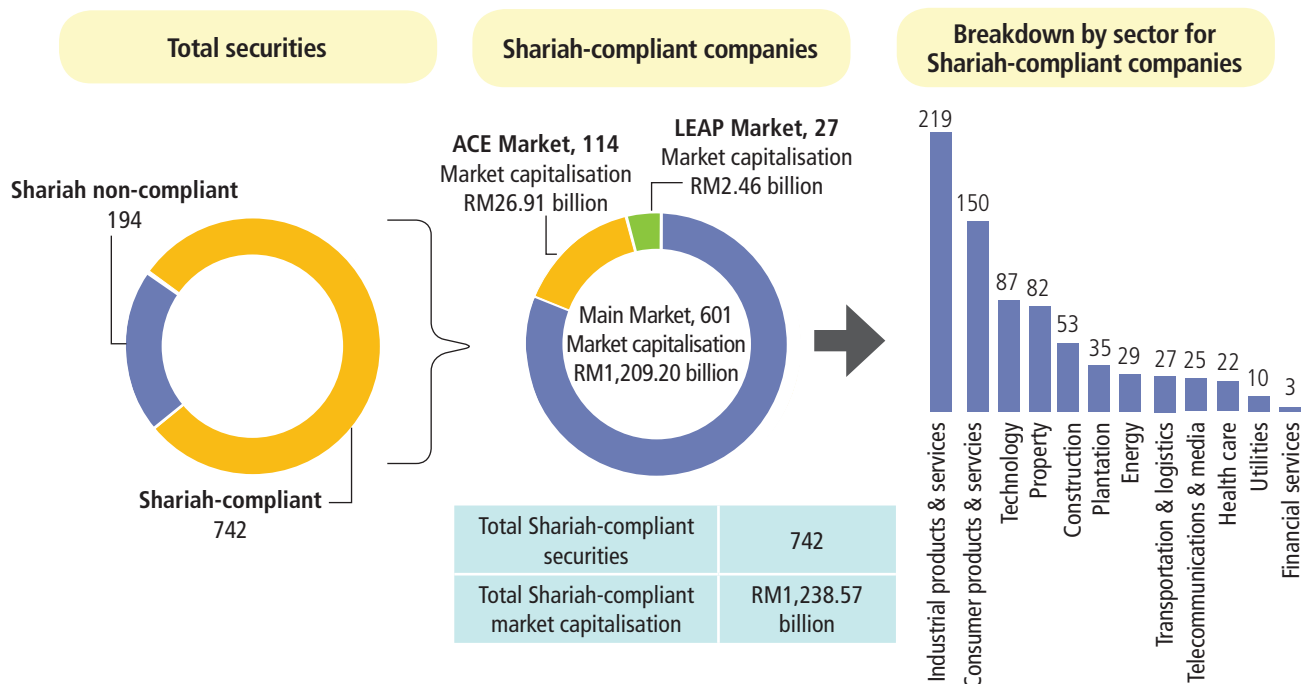 Total securities
Shariah non-compliant
194
Shariah-compliant
742
Shariah-compliant companies
ACE Market, 114
Market capitalisation
RM26.91 billion
LEAP Market, 27
Market capitalisation
RM2.46 billion
Main Market, 601
Market capitalisation
RM1,209.20 billion
Total Shariah-compliant
securities
742
Total Shariah-compliant
market capitalisation
RM1,238.57
billion
Breakdown by sector for
Shariah-compliant companies
219
150
87
82
53
35
29
27
25
22
10
3
Industrial products & services
Consumer products & servcies
Technology
Property
Construction
Plantation
Energy
Transportation & logistics
Telecommunications & media
Health care
Utilities
Financial services